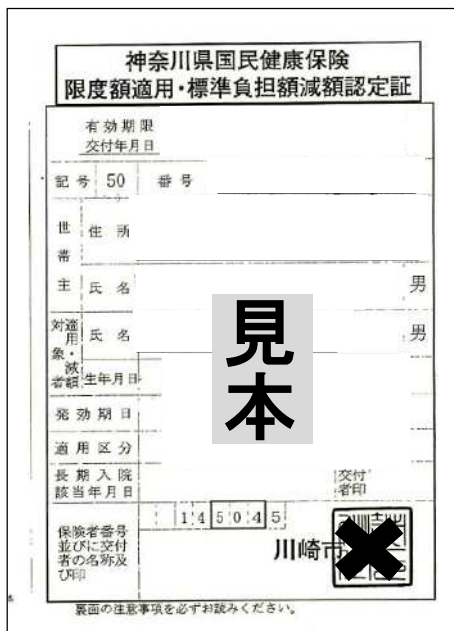 神奈川県国民健康保険
限度額適用・標準負担額減額認定証
有効期限
交付年月日
記号 50 番号
世帯主
住所
氏名 男
適用・減額対象者
氏名 男
生年月日
見本
発効期日
適用区分
長期入院
該当年月日
交付
者印
保険者番号
並びに交付
者の名称及
び印
145045
川崎市
裏面の注意事項を必ずお読みください。